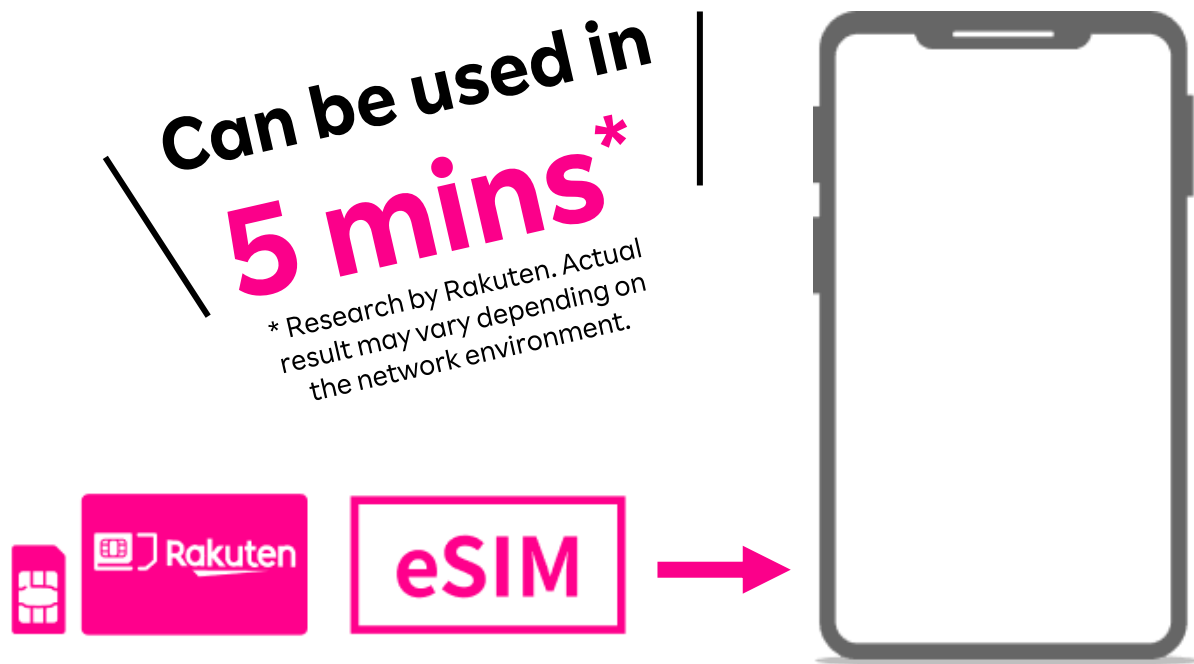 Can be used in
5 mins*
* Research by Rakuten. Actual
result may vary depending on
the network environment.
Rakuten
eSIM